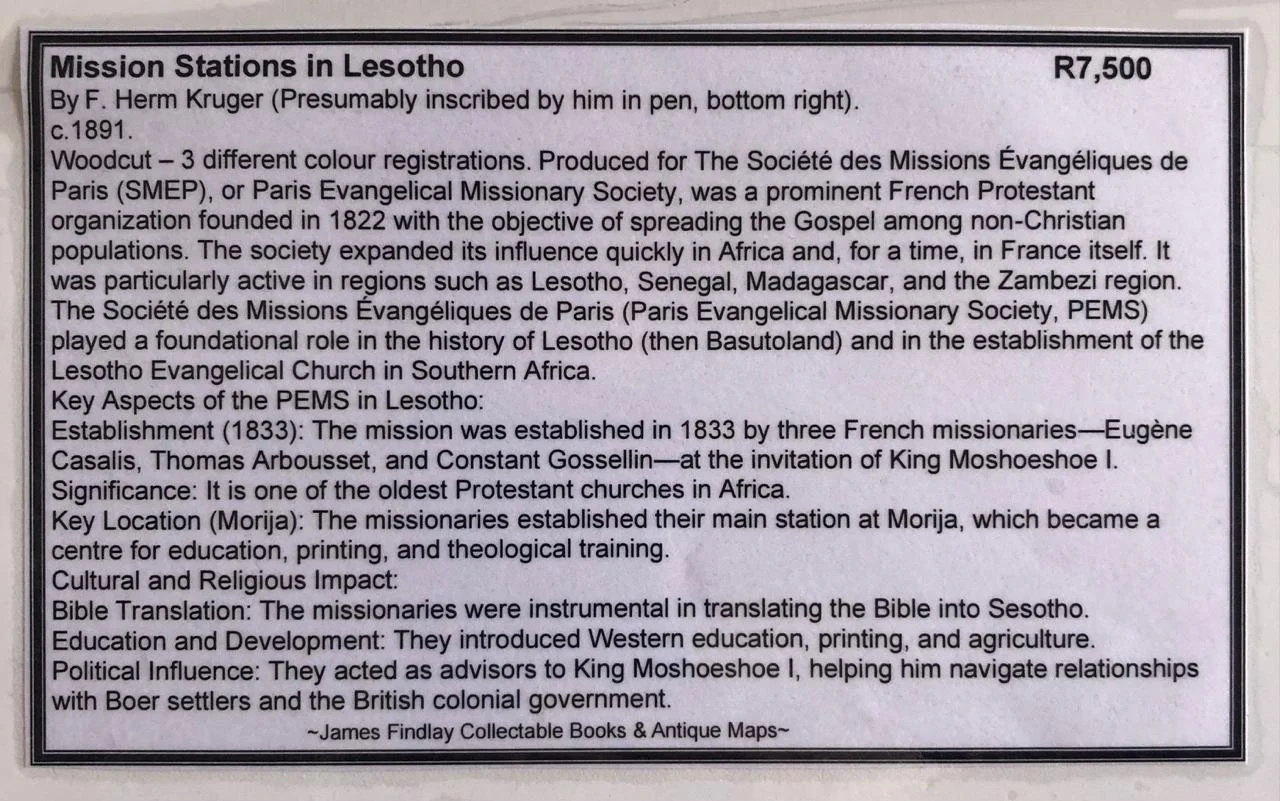 Mission Stations in Lesotho R7,500
By F. Herm Kruger (Presumably inscribed by him in pen, bottom right).
c.1891.
Woodcut – 3 different colour registrations. Produced for The Société des Missions Évangéliques de
Paris (SMEP), or Paris Evangelical Missionary Society, was a prominent French Protestant
organization founded in 1822 with the objective of spreading the Gospel among non-Christian
populations. The society expanded its influence quickly in Africa and, for a time, in France itself. It
was particularly active in regions such as Lesotho, Senegal, Madagascar, and the Zambezi region.
The Société des Missions Évangéliques de Paris (Paris Evangelical Missionary Society, PEMS)
played a foundational role in the history of Lesotho (then Basutoland) and in the establishment of the
Lesotho Evangelical Church in Southern Africa.
Key Aspects of the PEMS in Lesotho:
Establishment (1833): The mission was established in 1833 by three French missionaries—Eugène
Casalis, Thomas Arbousset, and Constant Gossellin—at the invitation of King Moshoeshoe I.
Significance: It is one of the oldest Protestant churches in Africa.
Key Location (Morija): The missionaries established their main station at Morija, which became a
centre for education, printing, and theological training.
Cultural and Religious Impact:
Bible Translation: The missionaries were instrumental in translating the Bible into Sesotho.
Education and Development: They introduced Western education, printing, and agriculture.
Political Influence: They acted as advisors to King Moshoeshoe I, helping him navigate relationships
with Boer settlers and the British colonial government.
~James Findlay Collectable Books & Antique Maps~